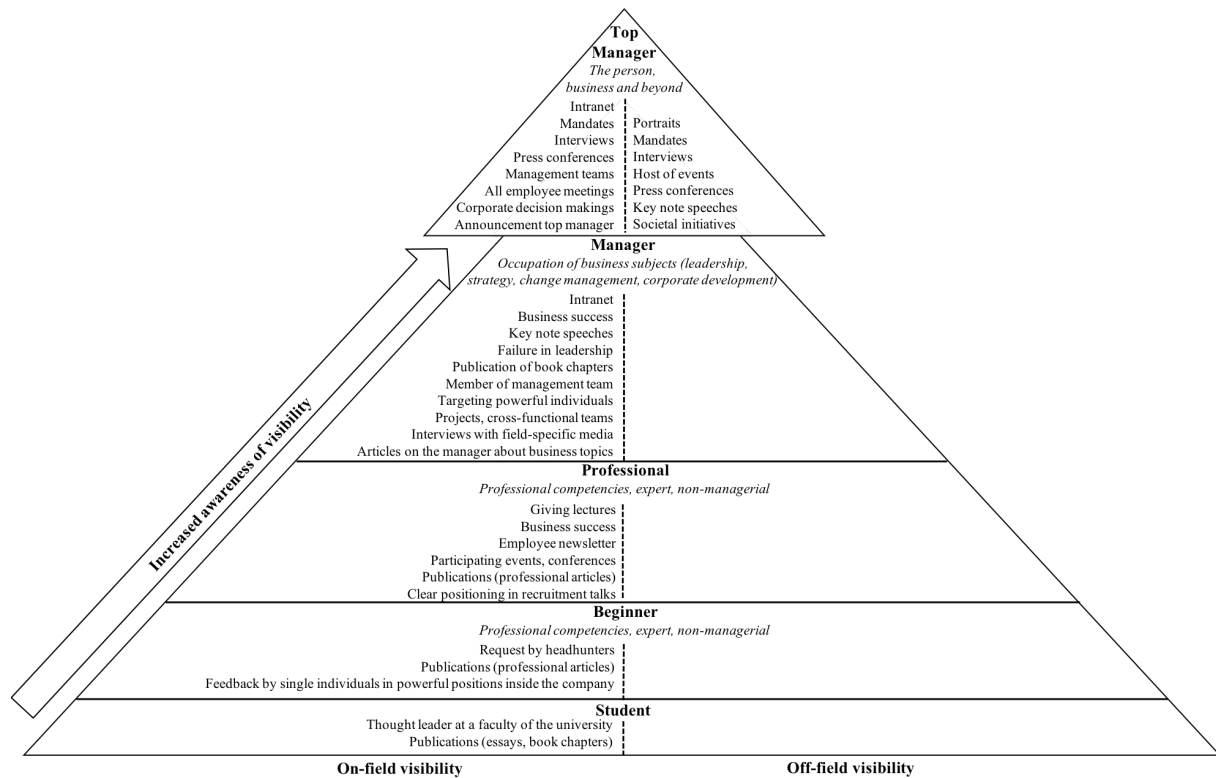 Top
Manager
The person,
business and beyond
Intranet
Mandates
Interviews
Press conferences
Management teams
All employee meetings
Corporate decision makings
Announcement top manager
Portraits
Mandates
Interviews
Host of events
Press conferences
Key note speeches
Societal initiatives
Manager
Occupation of business subjects (leadership,
strategy, change management, corporate development)
Intranet
Business success
Key note speeches
Failure in leadership
Publication of book chapters
Member of management team
Targeting powerful individuals
Projects, cross-functional teams
Interviews with field-specific media
Articles on the manager about business topics
Increased awareness of visibility
Professional
Professional competencies, expert, non-managerial
Giving lectures
Business success
Employee newsletter
Participating events, conferences
Publications (professional articles)
Clear positioning in recruitment talks
Beginner
Professional competencies, expert, non-managerial
Request by headhunters
Publications (professional articles)
Feedback by single individuals in powerful positions inside the company
Student
Thought leader at a faculty of the university
Publications (essays, book chapters)
On-field visibility
Off-field visibility